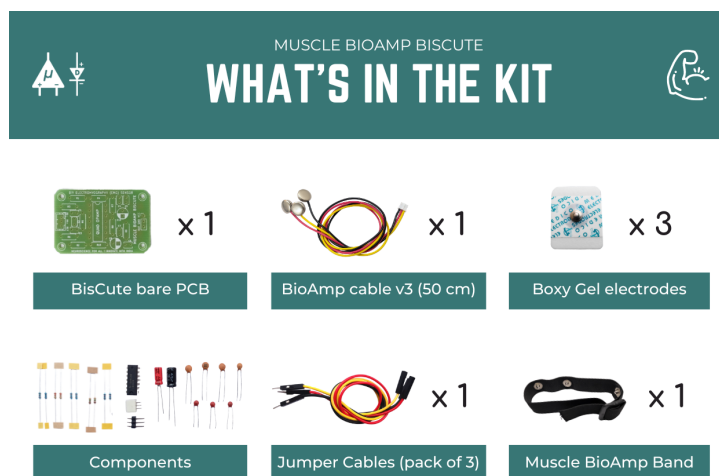 MUSCLE BIOAMP BISCUTE
WHAT'S IN THE KIT
x 1
x 1
x 3
BisCute bare PCB
BioAmp cable v3 (50 cm)
Boxy Gel electrodes
x 1
x 1
Components
Jumper Cables (pack of 3)
Muscle BioAmp Band